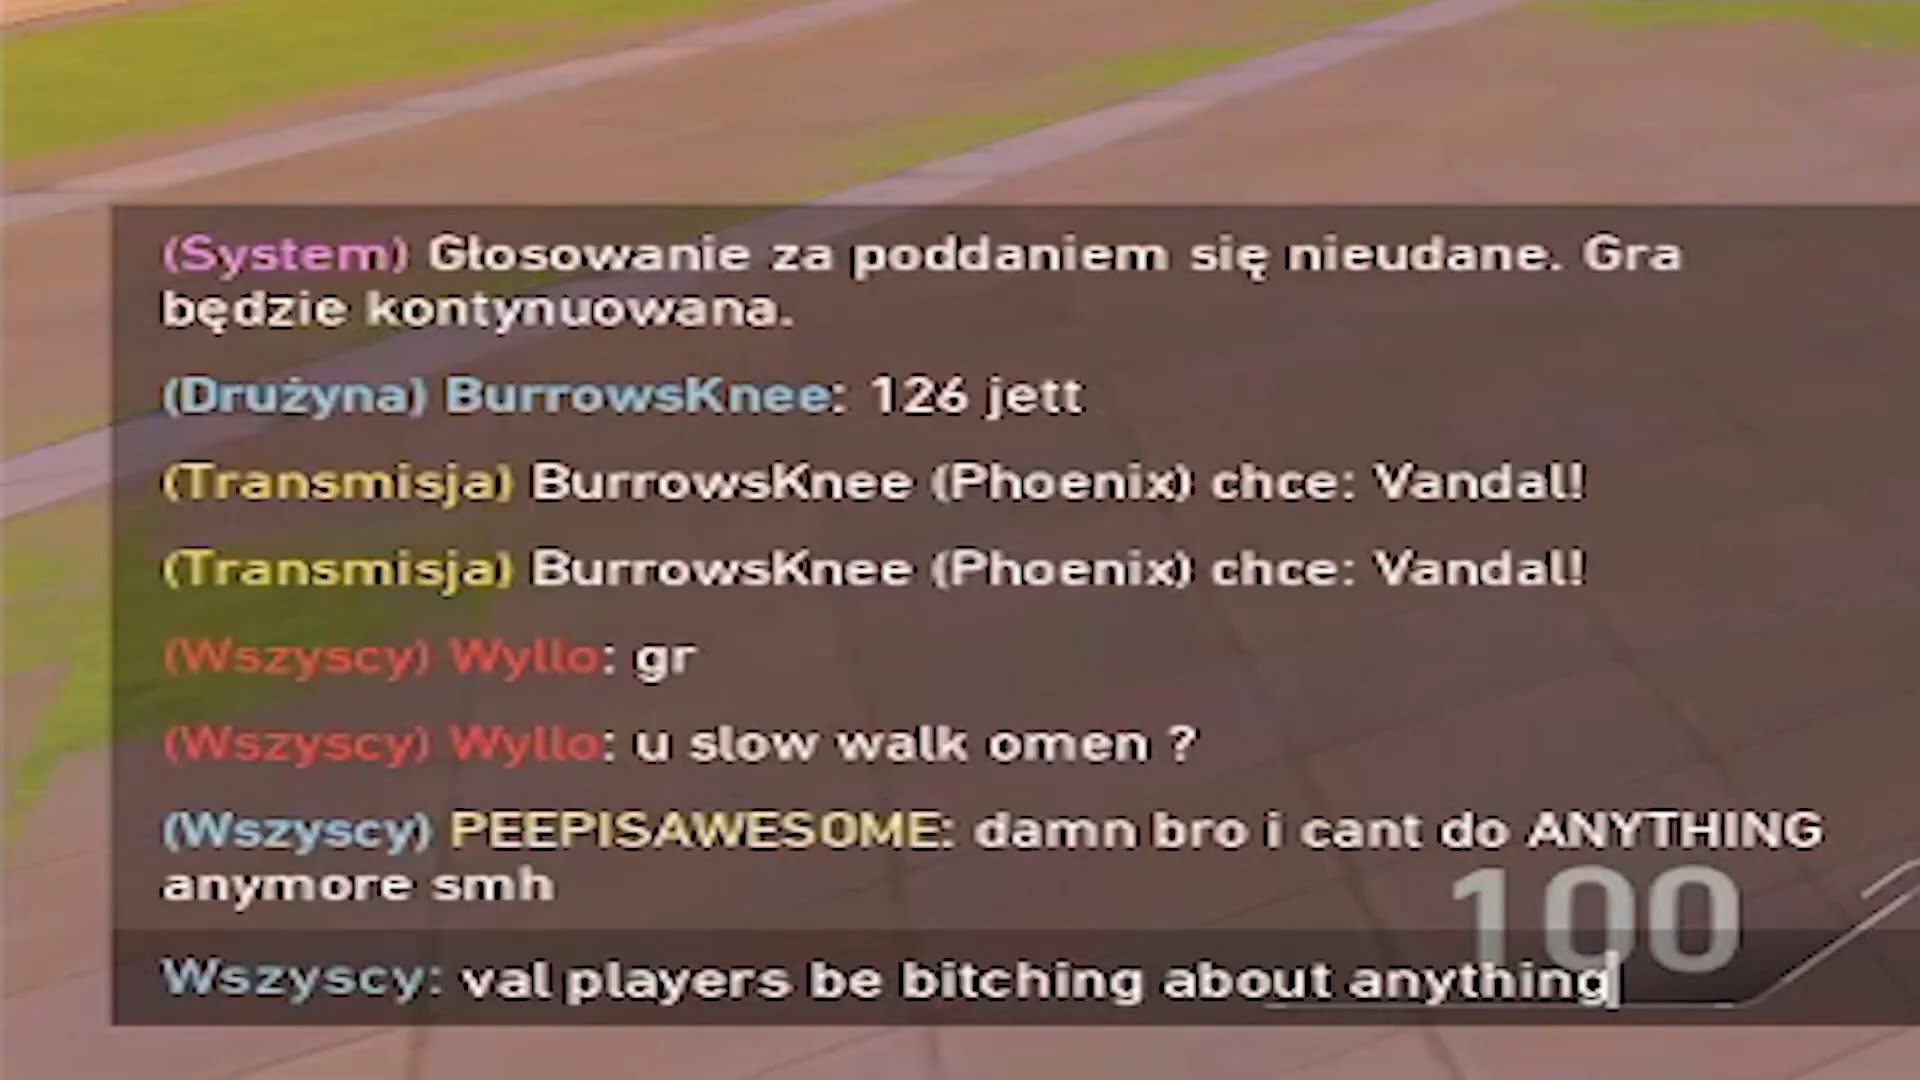 (System) Głosowanie za poddaniem się nieudane. Gra
będzie kontynuowana.
(Drużyna) BurrowsKnee: 126 jett
(Transmisja) BurrowsKnee (Phoenix) chce: Vandal!
(Transmisja) BurrowsKnee (Phoenix) chce: Vandal!
(Wszyscy) Wyllo: gr
(Wszyscy) Wyllo: u slow walk omen ?
(Wszyscy) PEEPISAWESOME: damn bro i cant do ANYTHING
anymore smh
100
Wszyscy: val players be bitching about anything